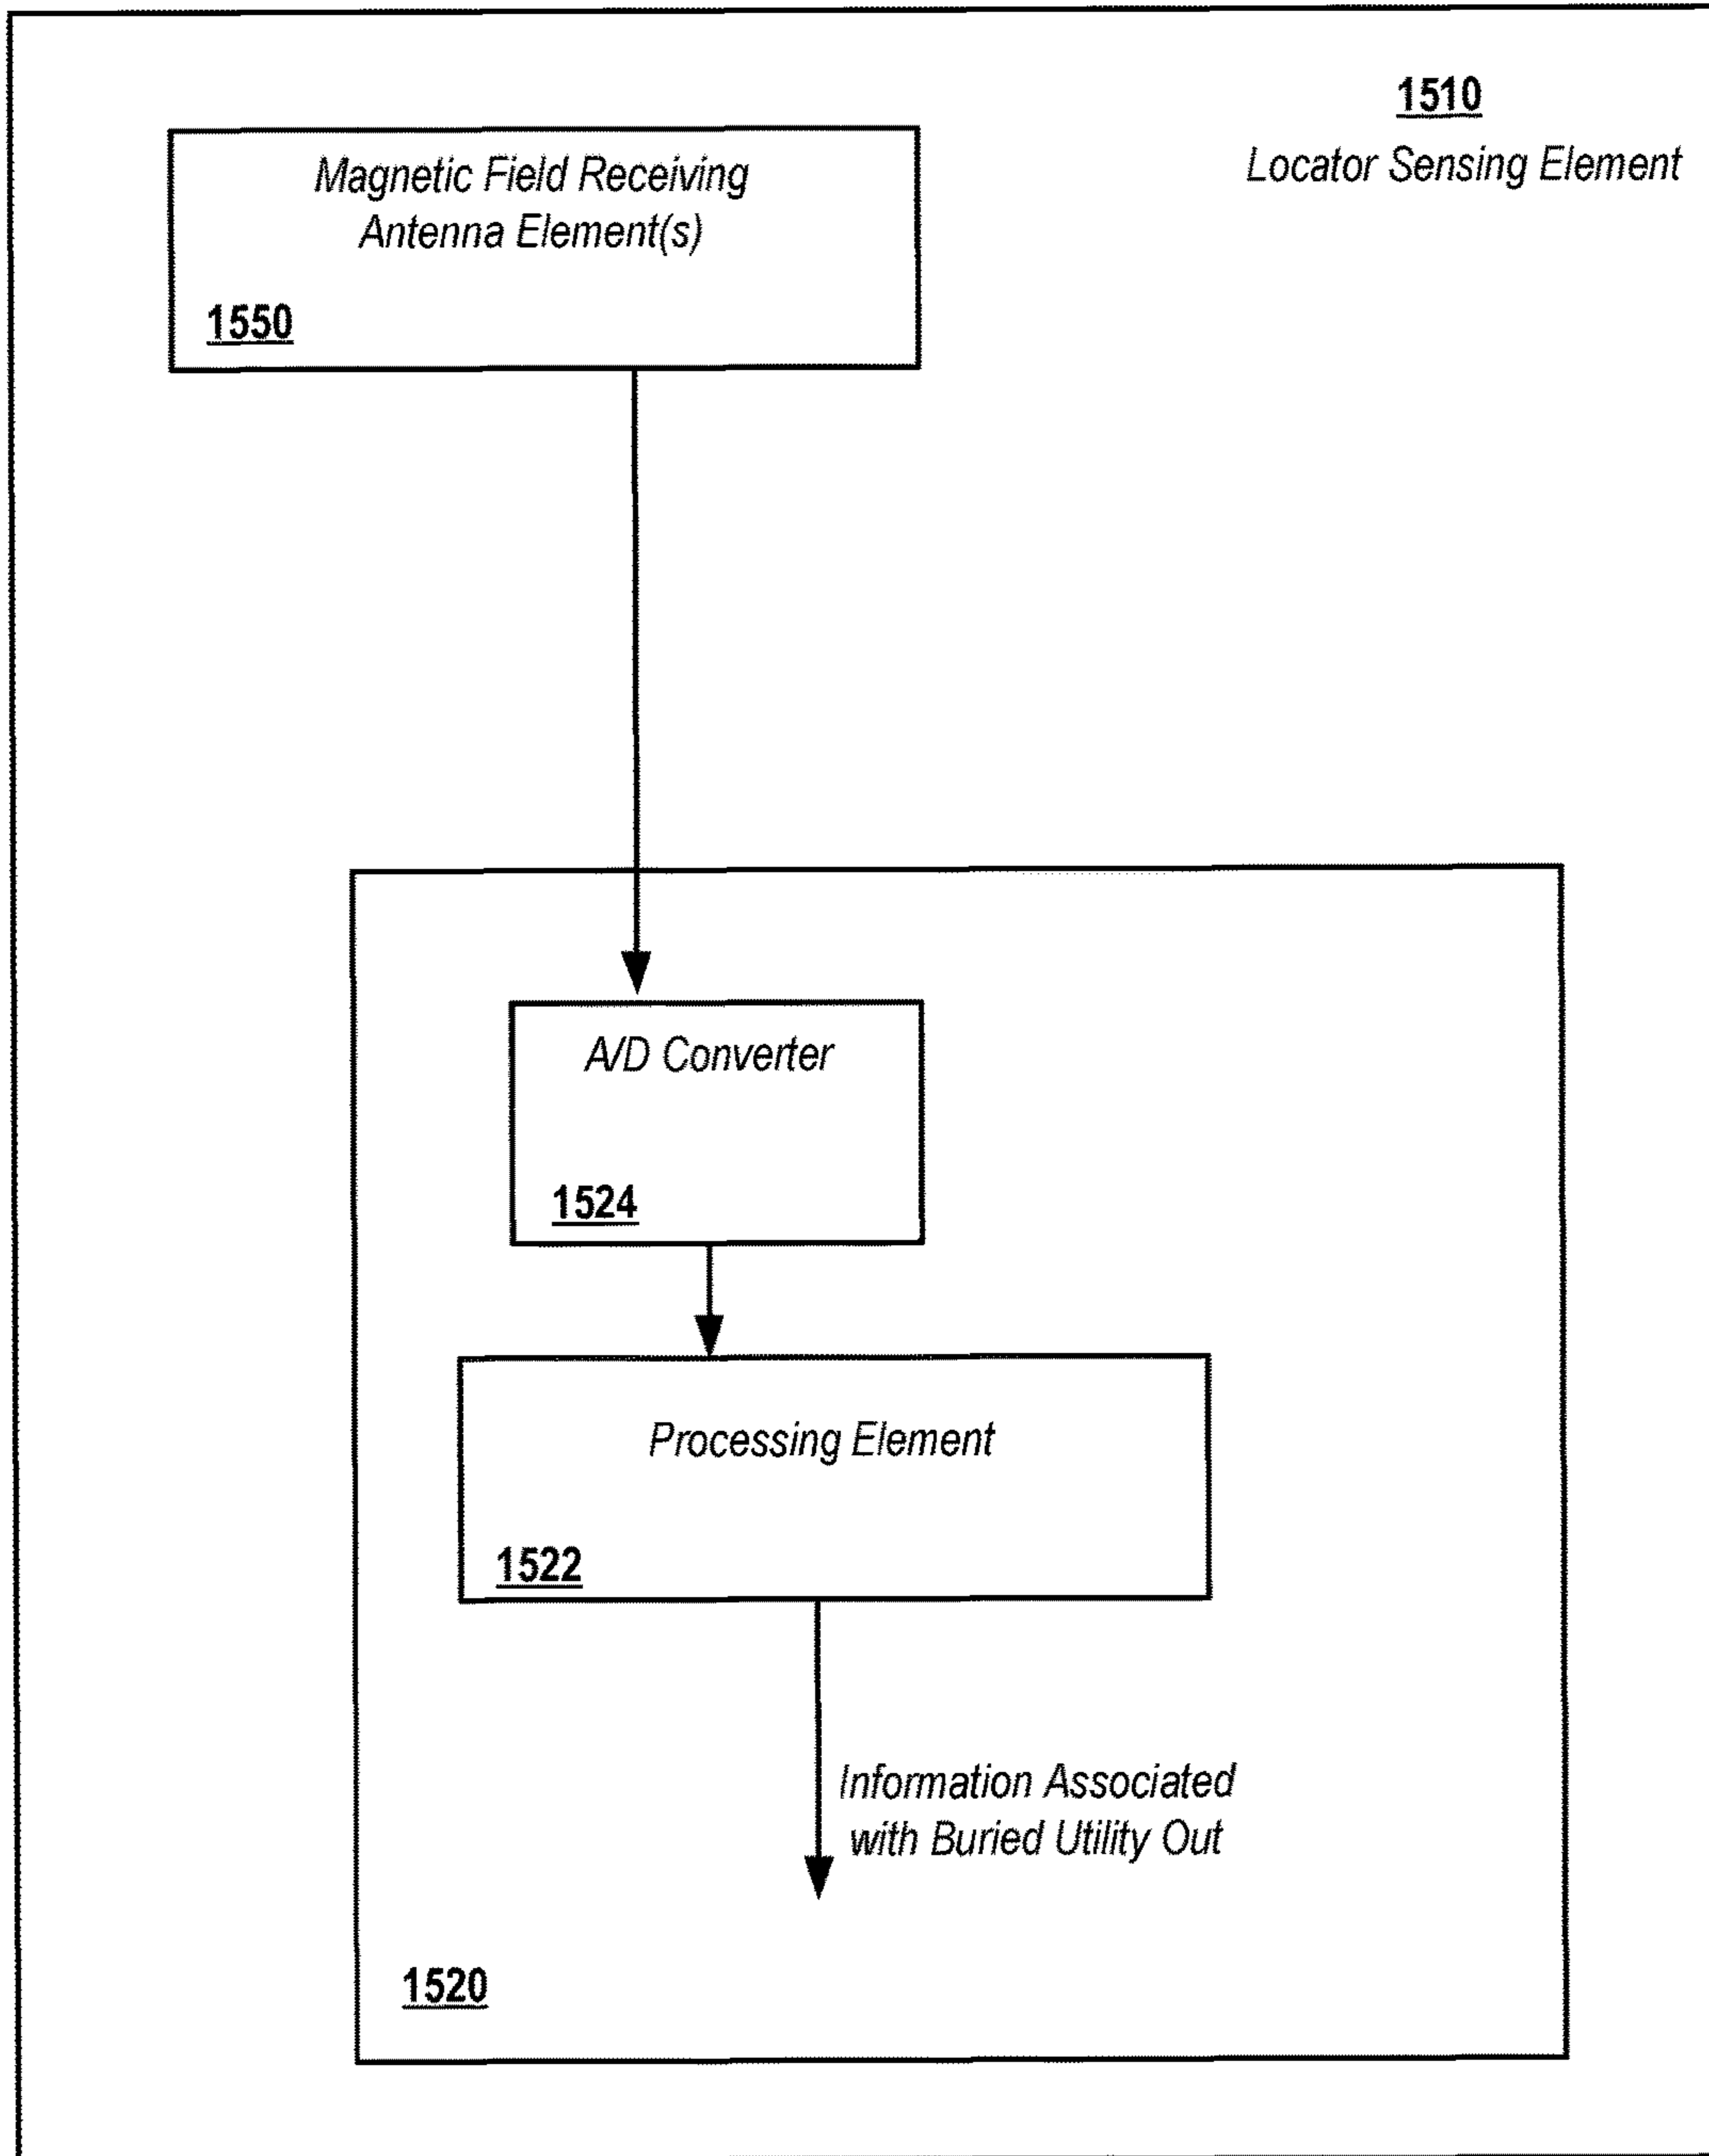 1510
Locator Sensing Element
Magnetic Field Receiving
Antenna Element(s)
1550
A/D Converter
1524
Processing Element
1522
Information Associated
with Buried Utility Out
1520